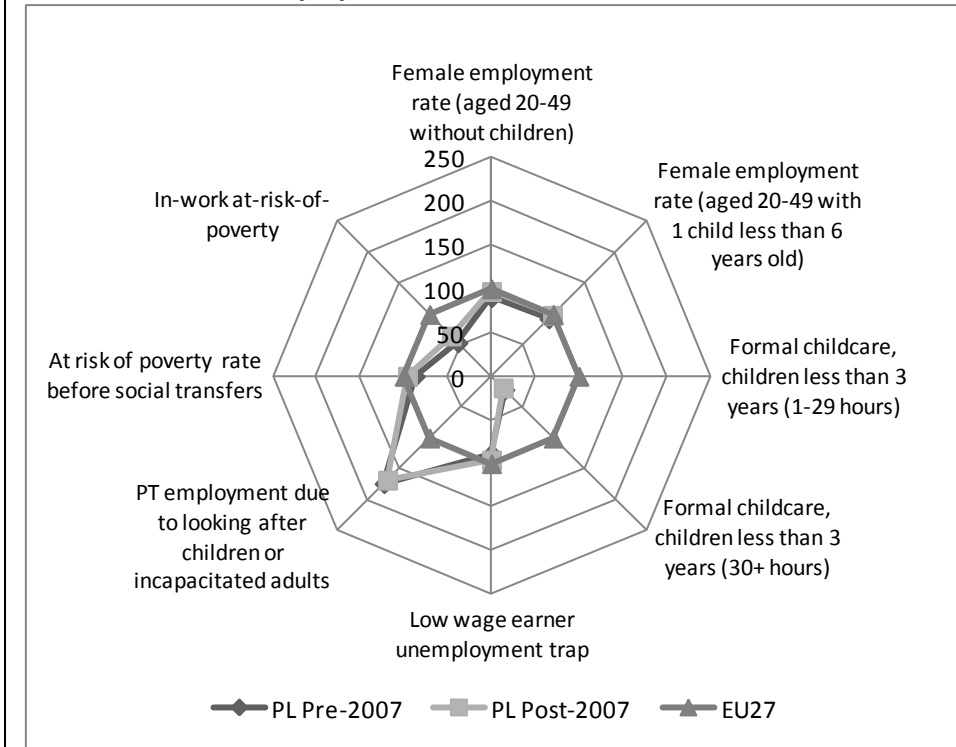 Female employment
rate (aged 20-49
without children)
250
200
150
100
50
0
Female employment
rate (aged 20-49 with
1 child less than 6
years old)
Formal childcare,
children less than 3
years (1-29 hours)
Formal childcare,
children less than 3
years (30+ hours)
Low wage earner
unemployment trap
PT employment due
to looking after
children or
incapacitated adults
At risk of poverty rate
before social transfers
In-work at-risk-of-
poverty
PL Pre-2007 PL Post-2007 EU27